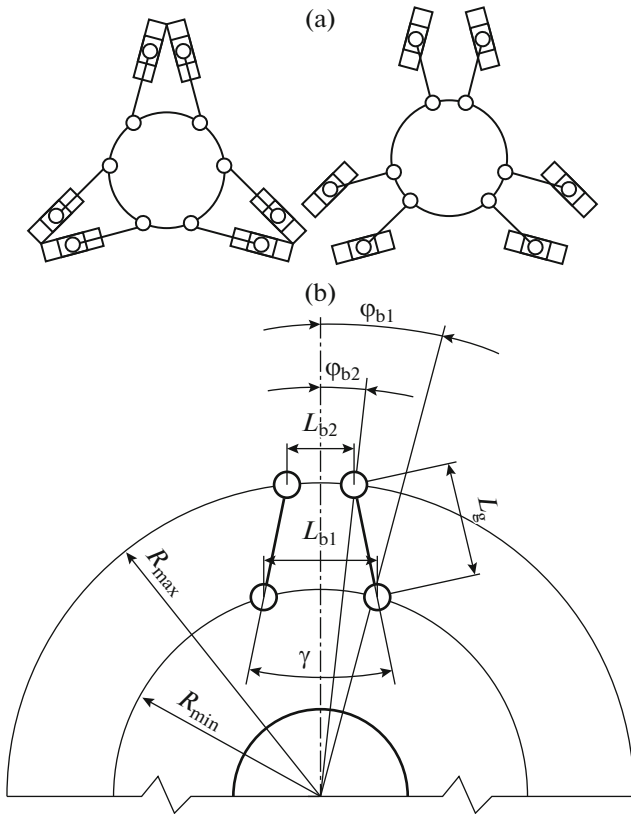 (a)
(b)
φb1
φb2
Lb2
Lg
Lb1
Rmax
γ
Rmin